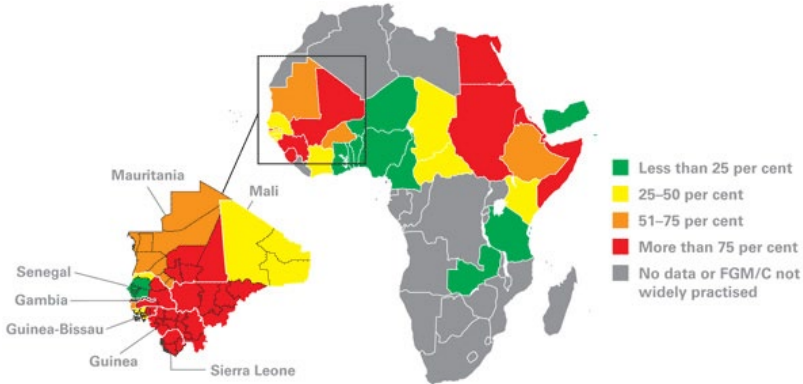 Mauritania
Mali
Senegal
Gambia
Guinea-Bissau
Guinea
Sierra Leone
Less than 25 per cent
25–50 per cent
51–75 per cent
More than 75 per cent
No data or FGM/C not
widely practised